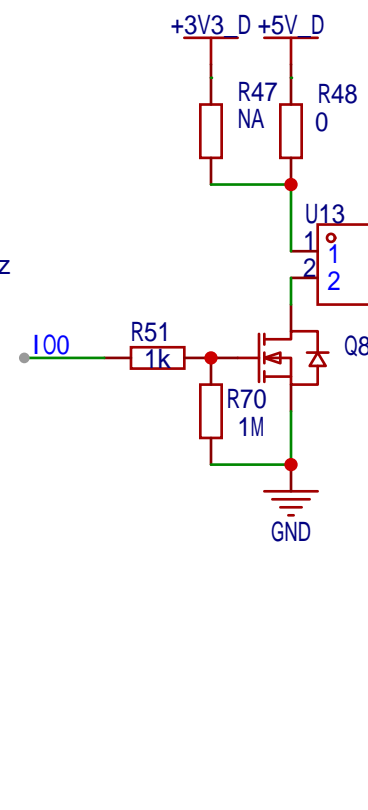 +3V3_D +5V_D
R47
NA
R48
0
U13
1
1
2
2
z
IO0
R51
1k
Q8
R70
1M
GND